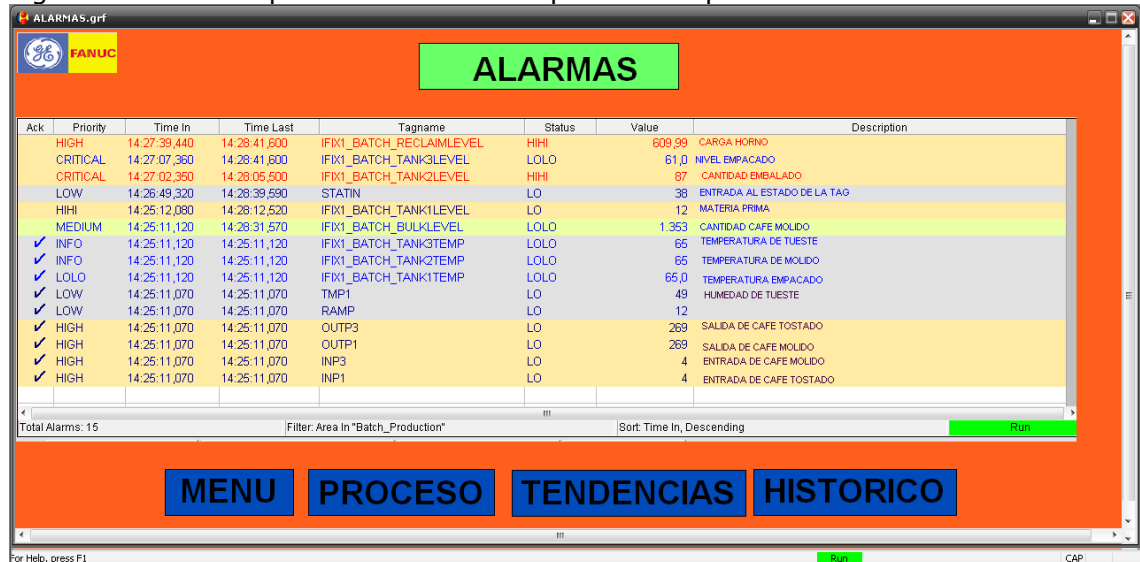 ALARMAS.grf
GE FANUC
ALARMAS
Ack Priority Time In Time Last Tagname Status Value Description
HIGH 14:27:39,440 14:28:41,600 IFIX1_BATCH_RECLAIMLEVEL HIHI 609,99 CARGA HORNO
CRITICAL 14:27:07,360 14:28:41,600 IFIX1_BATCH_TANK3LEVEL LOLO 61,0 NIVEL EMPACADO
CRITICAL 14:27:02,350 14:28:05,500 IFIX1_BATCH_TANK2LEVEL HIHI 87 CANTIDAD EMBALADO
LOW 14:26:49,320 14:28:39,590 STATIN LO 38 ENTRADA AL ESTADO DE LA TAG
HIHI 14:25:12,080 14:28:12,520 IFIX1_BATCH_TANK1LEVEL LO 12 MATERIA PRIMA
MEDIUM 14:25:11,120 14:28:31,570 IFIX1_BATCH_BULKLEVEL LOLO 1.353 CANTIDAD CAFE MOLIDO
✔ INFO 14:25:11,120 14:25:11,120 IFIX1_BATCH_TANK3TEMP LOLO 65 TEMPERATURA DE TUESTE
✔ INFO 14:25:11,120 14:25:11,120 IFIX1_BATCH_TANK2TEMP LOLO 65 TEMPERATURA DE MOLIDO
✔ LOLO 14:25:11,120 14:25:11,120 IFIX1_BATCH_TANK1TEMP LOLO 65,0 TEMPERATURA EMPACADO
✔ LOW 14:25:11,070 14:25:11,070 TMP1 LO 49 HUMEDAD DE TUESTE
✔ LOW 14:25:11,070 14:25:11,070 RAMP LO 12
✔ HIGH 14:25:11,070 14:25:11,070 OUTP3 LO 269 SALIDA DE CAFE TOSTADO
✔ HIGH 14:25:11,070 14:25:11,070 OUTP1 LO 269 SALIDA DE CAFE MOLIDO
✔ HIGH 14:25:11,070 14:25:11,070 INP3 LO 4 ENTRADA DE CAFE MOLIDO
✔ HIGH 14:25:11,070 14:25:11,070 INP1 LO 4 ENTRADA DE CAFE TOSTADO
Total Alarms: 15 Filter: Area In "Batch_Production" Sort: Time In, Descending Run
MENU PROCESO TENDENCIAS HISTORICO
For Help, press F1 Run CAP